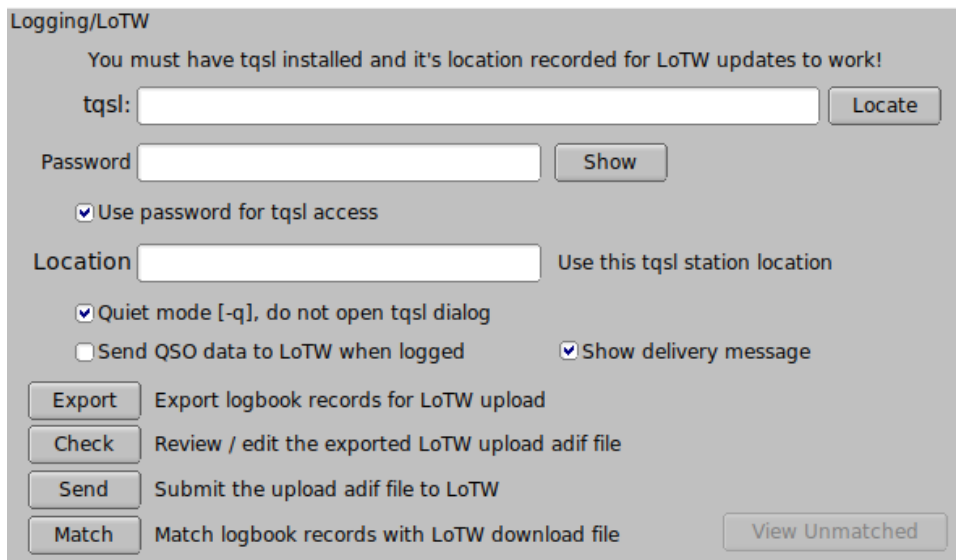 Logging/LoTW
You must have tqsl installed and it's location recorded for LoTW updates to work!
tqsl: Locate
Password Show
Use password for tqsl access
Location Use this tqsl station location
Quiet mode [-q], do not open tqsl dialog
Send QSO data to LoTW when logged Show delivery message
Export Export logbook records for LoTW upload
Check Review / edit the exported LoTW upload adif file
Send Submit the upload adif file to LoTW
Match Match logbook records with LoTW download file View Unmatched